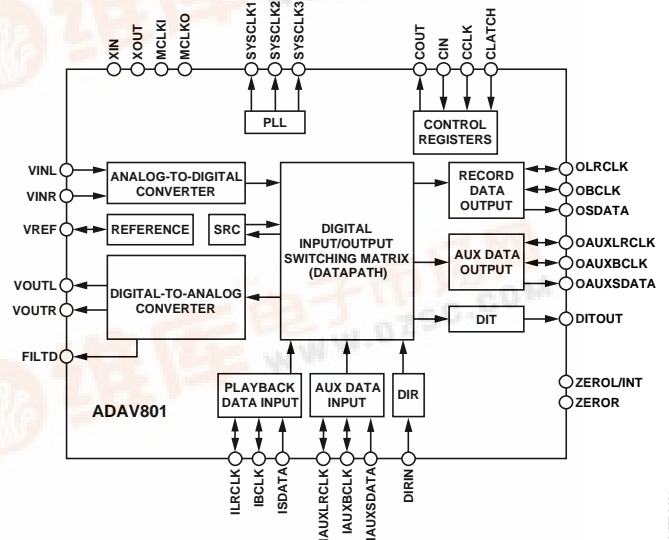 XIN
XOUT
MCLKI
MCLKO
SYSCLK1
SYSCLK2
SYSCLK3
COUT
CIN
CCLK
CLATCH
PLL
CONTROL
REGISTERS
VINL
VINR
VREF
VOUTL
VOUTR
FILTD
ANALOG-TO-DIGITAL
CONVERTER
REFERENCE
SRC
DIGITAL-TO-ANALOG
CONVERTER
DIGITAL
INPUT/OUTPUT
SWITCHING MATRIX
(DATAPATH)
RECORD
DATA
OUTPUT
AUX DATA
OUTPUT
DIT
OLRCLK
OBCLK
OSDATA
OAUXLRCLK
OAUXBCLK
OAUXSDATA
DITOUT
ZEROL/INT
ZEROR
PLAYBACK
DATA INPUT
AUX DATA
INPUT
DIR
ADAV801
ILRCLK
IBCLK
ISDATA
IAUXLRCLK
IAUXBCLK
IAUXSDATA
DIRIN
WWW.DZSC.COM